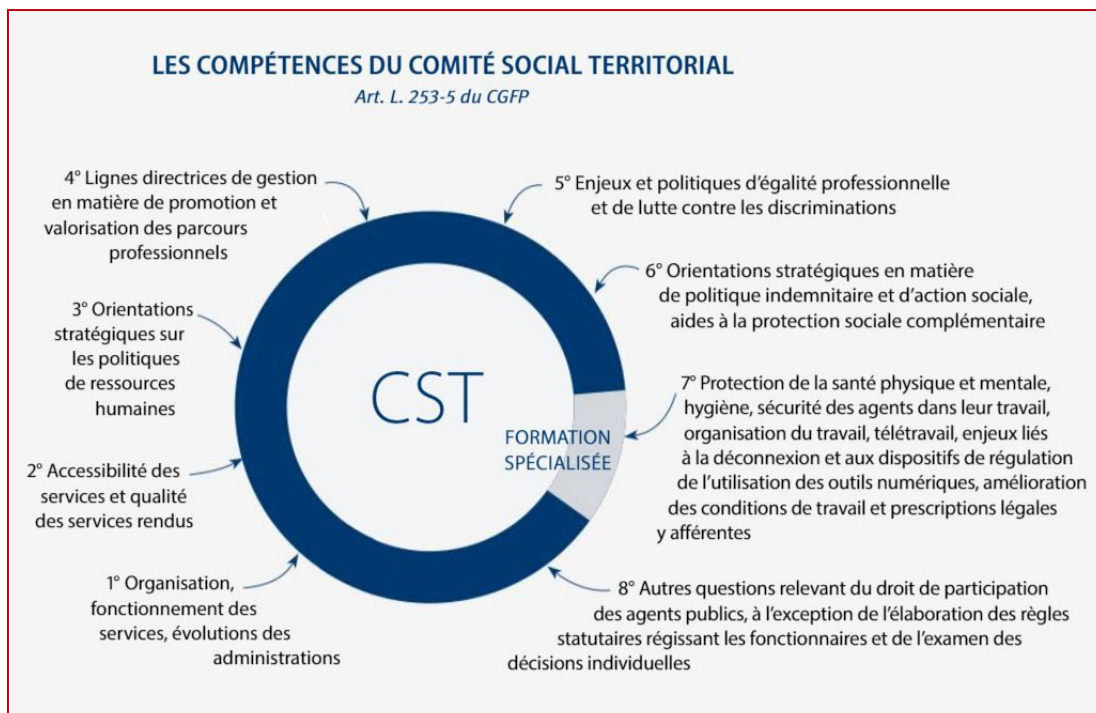 LES COMPÉTENCES DU COMITÉ SOCIAL TERRITORIAL
Art. L. 253-5 du CGFP
4° Lignes directrices de gestion
en matière de promotion et
valorisation des parcours
professionnels
5° Enjeux et politiques d'égalité professionnelle
et de lutte contre les discriminations
6° Orientations stratégiques en matière
de politique indemnitaire et d'action sociale,
aides à la protection sociale complémentaire
3° Orientations
stratégiques sur
les politiques
de ressources
humaines
CST
FORMATION
SPÉCIALISÉE
7° Protection de la santé physique et mentale,
hygiène, sécurité des agents dans leur travail,
organisation du travail, télétravail, enjeux liés
à la déconnexion et aux dispositifs de régulation
de l'utilisation des outils numériques, amélioration
des conditions de travail et prescriptions légales
y afférentes
2° Accessibilité des
services et qualité
des services rendus
1° Organisation,
fonctionnement des
services, évolutions des
administrations
8° Autres questions relevant du droit de participation
des agents publics, à l'exception de l'élaboration des règles
statutaires régissant les fonctionnaires et de l'examen des
décisions individuelles